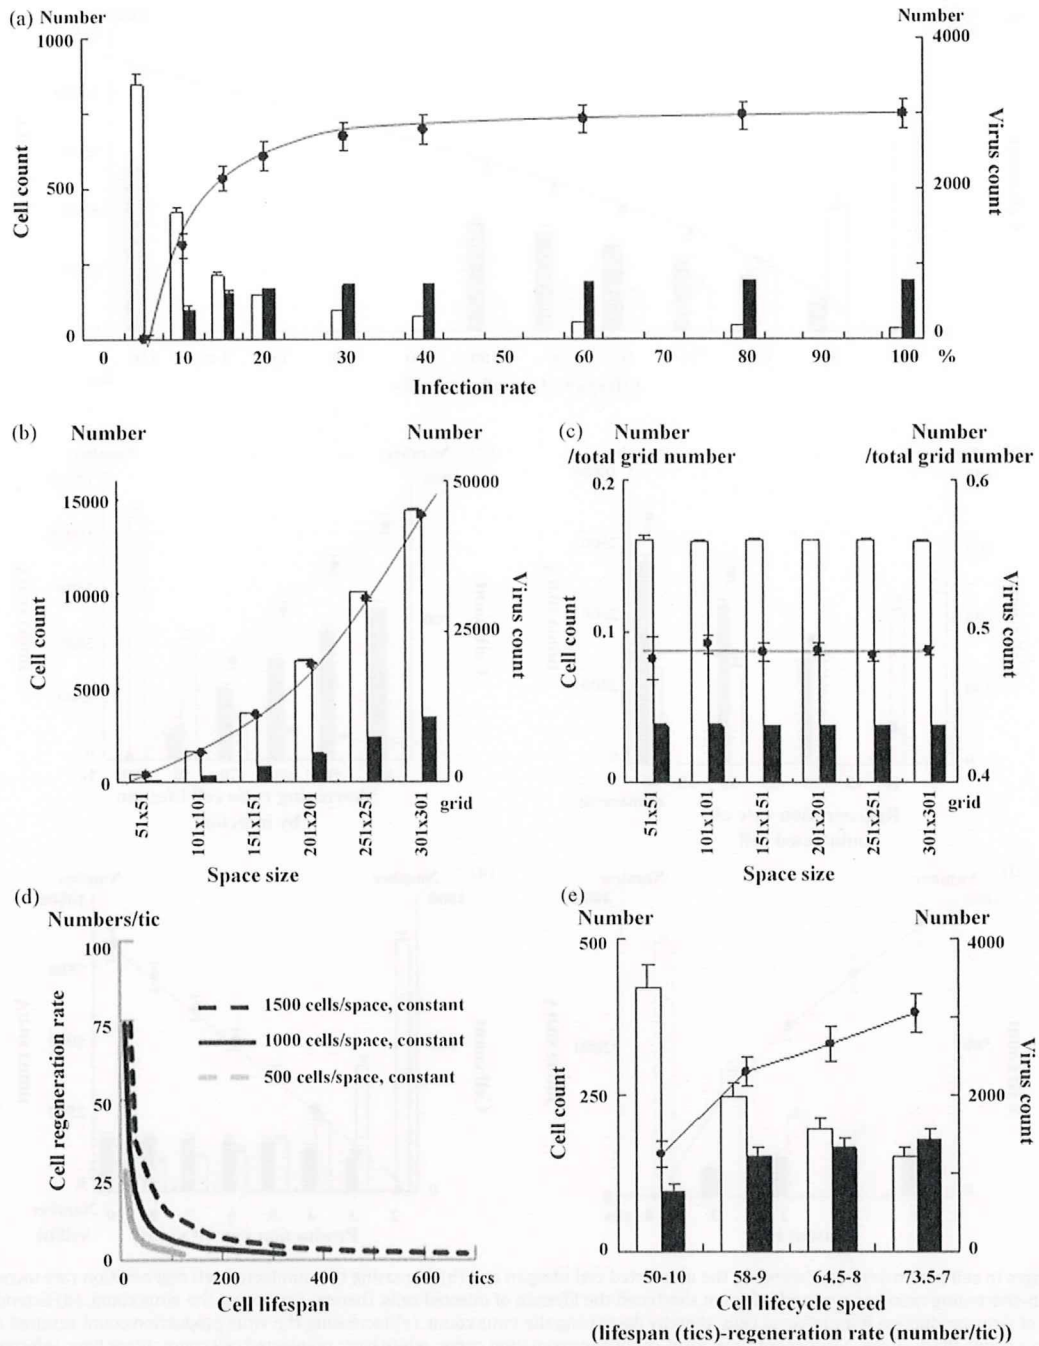 (a) Number Number
1000 4000
500 2000
0 0
Cell count
Virus count
0 10 20 30 40 50 60 70 80 90 100 %
Infection rate
(b) Number Number
15000 50000
10000
25000
5000
0 0
Cell count
Virus count
51x51 101x101 151x151 201x201 251x251 301x301 grid
Space size
(c) Number Number
/total grid number /total grid number
0.2 0.6
0.1 0.5
0 0.4
Cell count
Virus count
51x51 101x101 151x151 201x201 251x251 301x301 grid
Space size
(d)
Numbers/tic
100
75
50
25
0
Cell regeneration rate
1500 cells/space, constant
1000 cells/space, constant
500 cells/space, constant
0 200 400 600 tics
Cell lifespan
(e)
Number Number
500 4000
250 2000
0 0
Cell count
Virus count
50-10 58-9 64.5-8 73.5-7
Cell lifecycle speed
(lifespan (tics)-regeneration rate (number/tic))